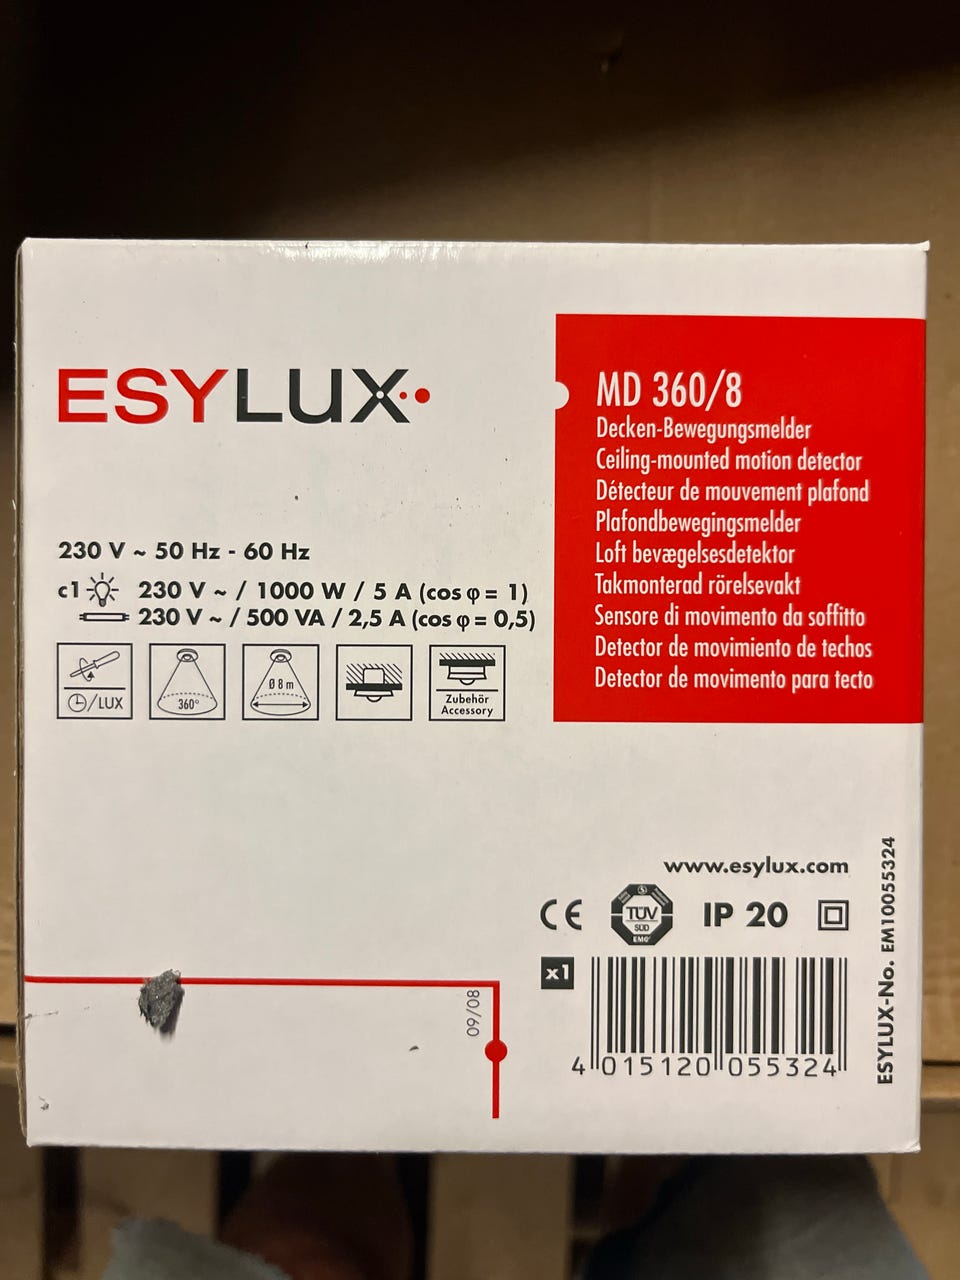 ESYLUX
MD 360/8
Decken-Bewegungsmelder
Ceiling-mounted motion detector
Détecteur de mouvement plafond
Plafondbewegingsmelder
Loft bevægelsesdetektor
Takmonterad rörelsevakt
Sensore di movimento da soffitto
Detector de movimiento de techos
Detector de movimento para tecto
230 V ~ 50 Hz - 60 Hz
c1 230 V ~ / 1000 W / 5 A (cos φ = 1)
230 V ~ / 500 VA / 2,5 A (cos φ = 0,5)
/LUX
360°
Ø 8 m
Zubehör
Accessory
www.esylux.com
CE
TÜV
SÜD
EMC
IP 20
x1
09/08
4 015120 055324
ESYLUX-No. EM10055324